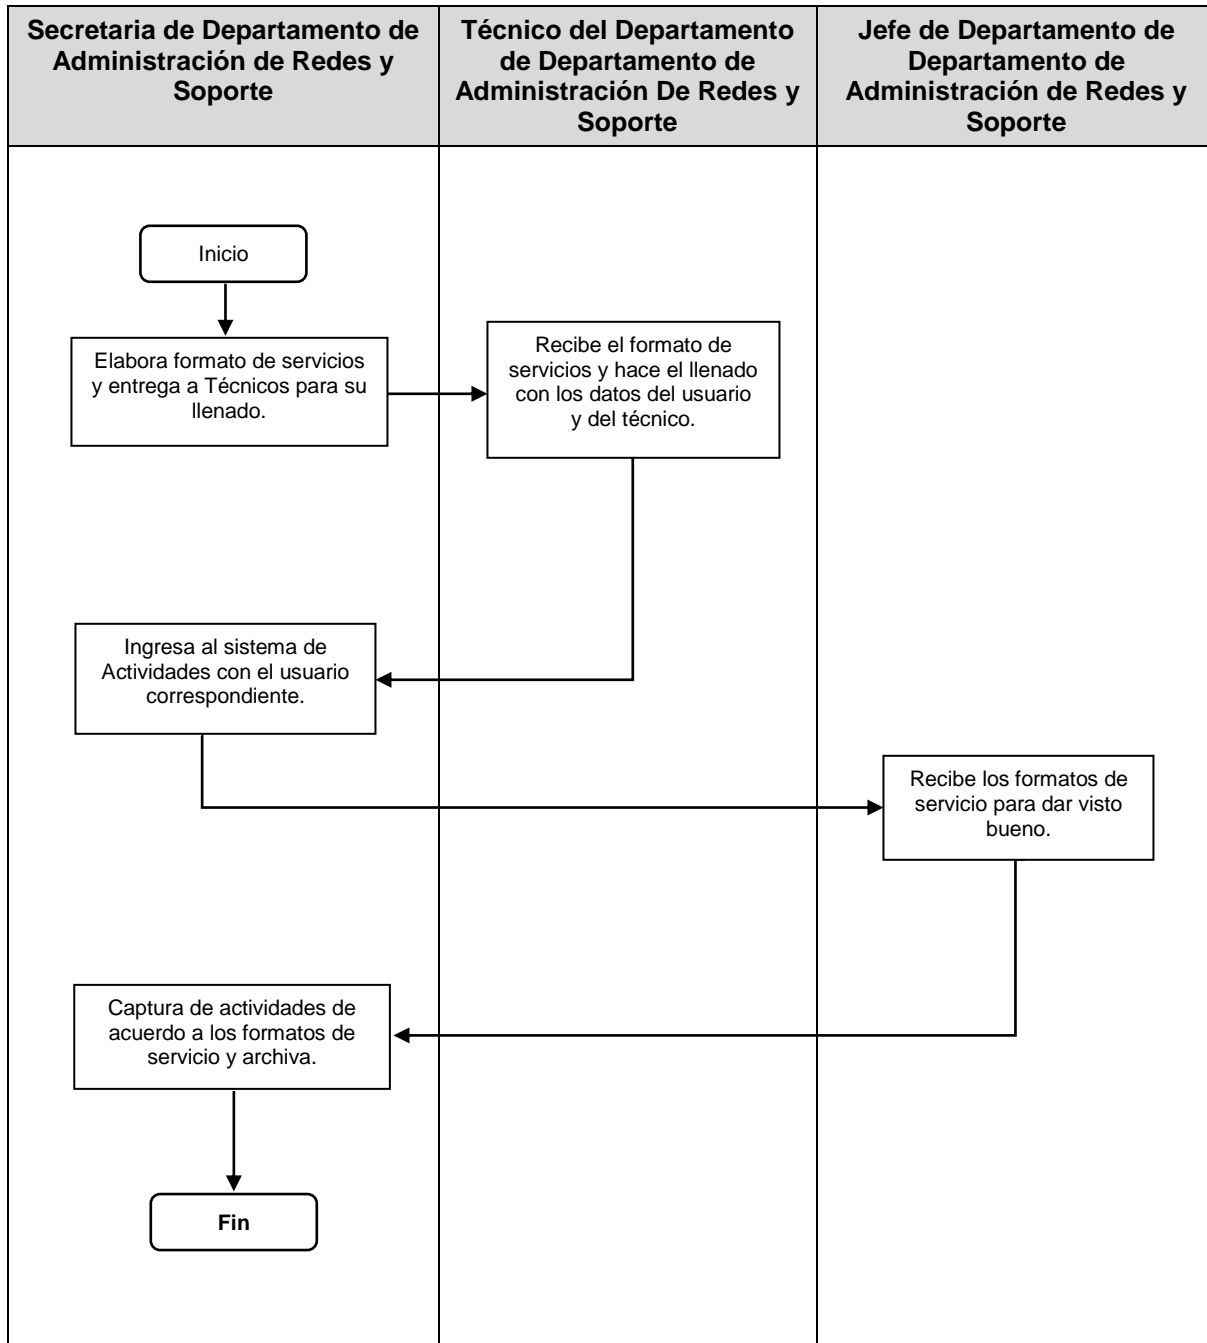 Secretaria de Departamento de
Administración de Redes y
Soporte
Técnico del Departamento
de Departamento de
Administración De Redes y
Soporte
Jefe de Departamento de
Departamento de
Administración de Redes y
Soporte
Inicio
Elabora formato de servicios
y entrega a Técnicos para su
llenado.
Recibe el formato de
servicios y hace el llenado
con los datos del usuario
y del técnico.
Ingresa al sistema de
Actividades con el usuario
correspondiente.
Recibe los formatos de
servicio para dar visto
bueno.
Captura de actividades de
acuerdo a los formatos de
servicio y archiva.
Fin